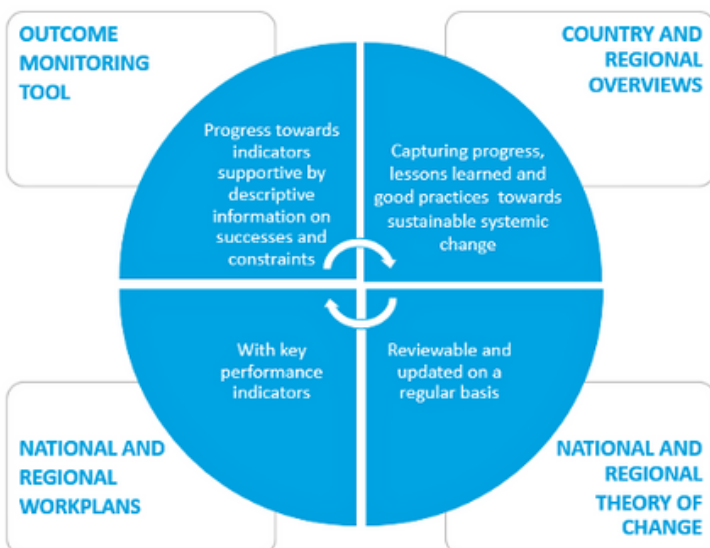 OUTCOME
MONITORING
TOOL
COUNTRY AND
REGIONAL
OVERVIEWS
Progress towards
indicators
supportive by
descriptive
information on
successes and
constraints
Capturing progress,
lessons learned and
good practices towards
sustainable systemic
change
With key
performance
indicators
Reviewable and
updated on a
regular basis
NATIONAL AND
REGIONAL
WORKPLANS
NATIONAL AND
REGIONAL
THEORY OF
CHANGE